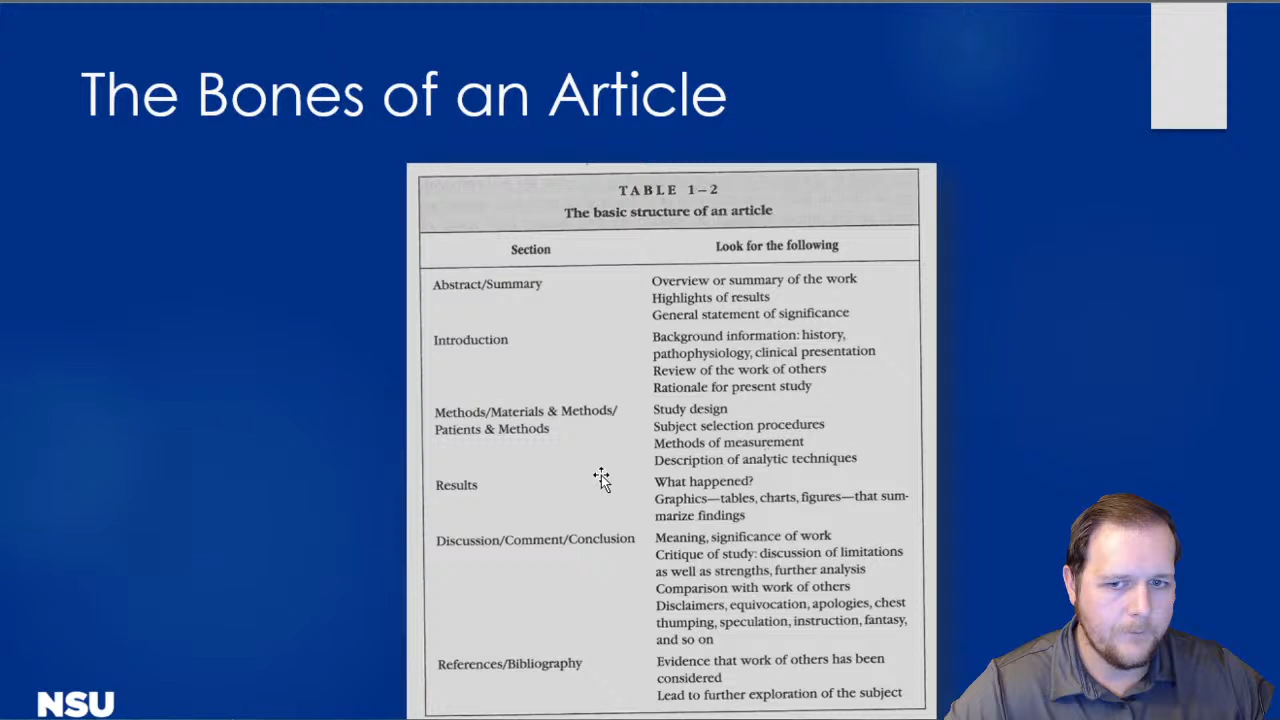 The Bones of an Article
TABLE 1–2
The basic structure of an article
Section
Look for the following
Abstract/Summary
Overview or summary of the work
Highlights of results
General statement of significance
Introduction
Background information: history,
pathophysiology, clinical presentation
Review of the work of others
Rationale for present study
Methods/Materials & Methods/
Patients & Methods
Study design
Subject selection procedures
Methods of measurement
Description of analytic techniques
Results
What happened?
Graphics—tables, charts, figures—that sum-
marize findings
Discussion/Comment/Conclusion
Meaning, significance of work
Critique of study: discussion of limitations
as well as strengths, further analysis
Comparison with work of others
Disclaimers, equivocation, apologies, chest
thumping, speculation, instruction, fantasy,
and so on
References/Bibliography
Evidence that work of others has been
considered
Lead to further exploration of the subject
NSU